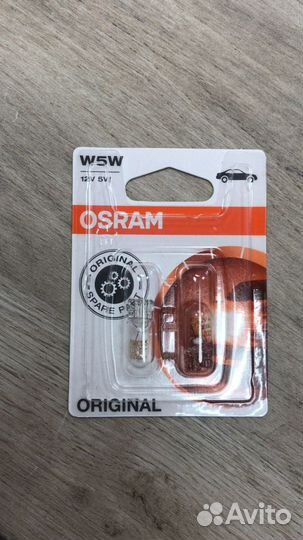 W5W
12V 5W
OSRAM
ORIGINAL
SPARE PART
ORIGINAL
Avito